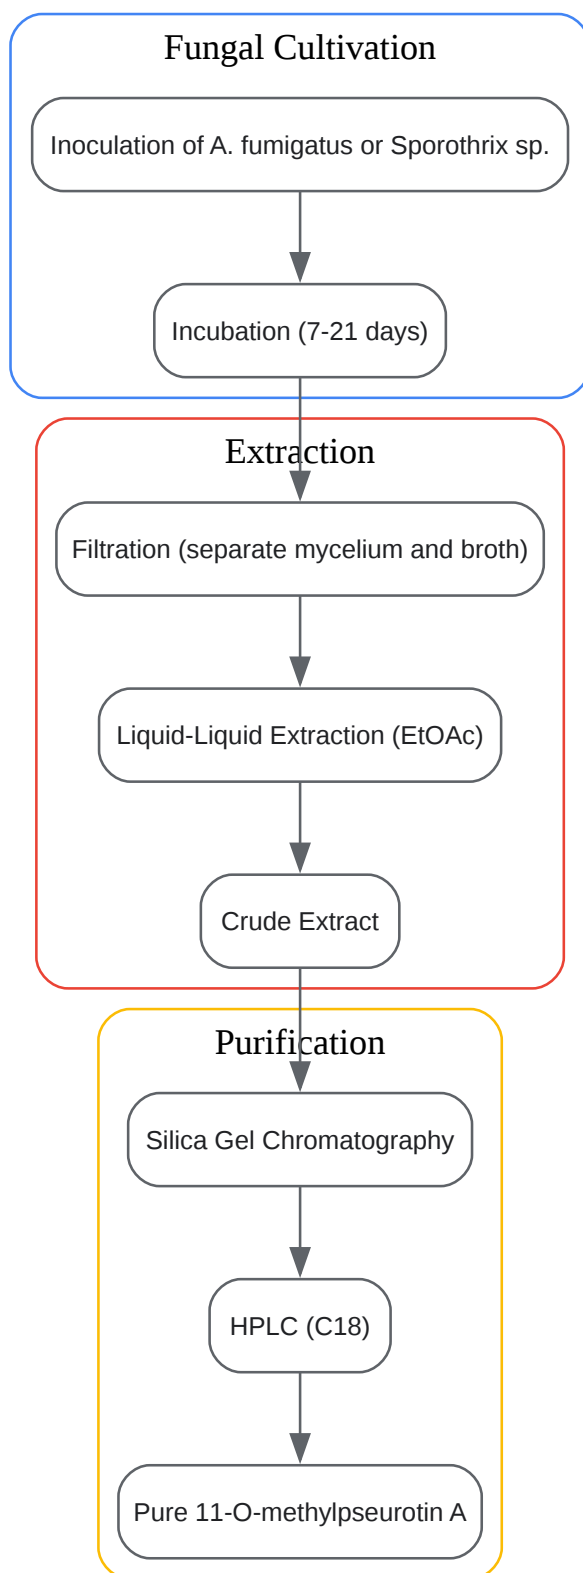 Fungal Cultivation
Inoculation of A. fumigatus or Sporothrix sp.
Incubation (7-21 days)
Extraction
Filtration (separate mycelium and broth)
Liquid-Liquid Extraction (EtOAc)
Crude Extract
Purification
Silica Gel Chromatography
HPLC (C18)
Pure 11-O-methylpseurotin A